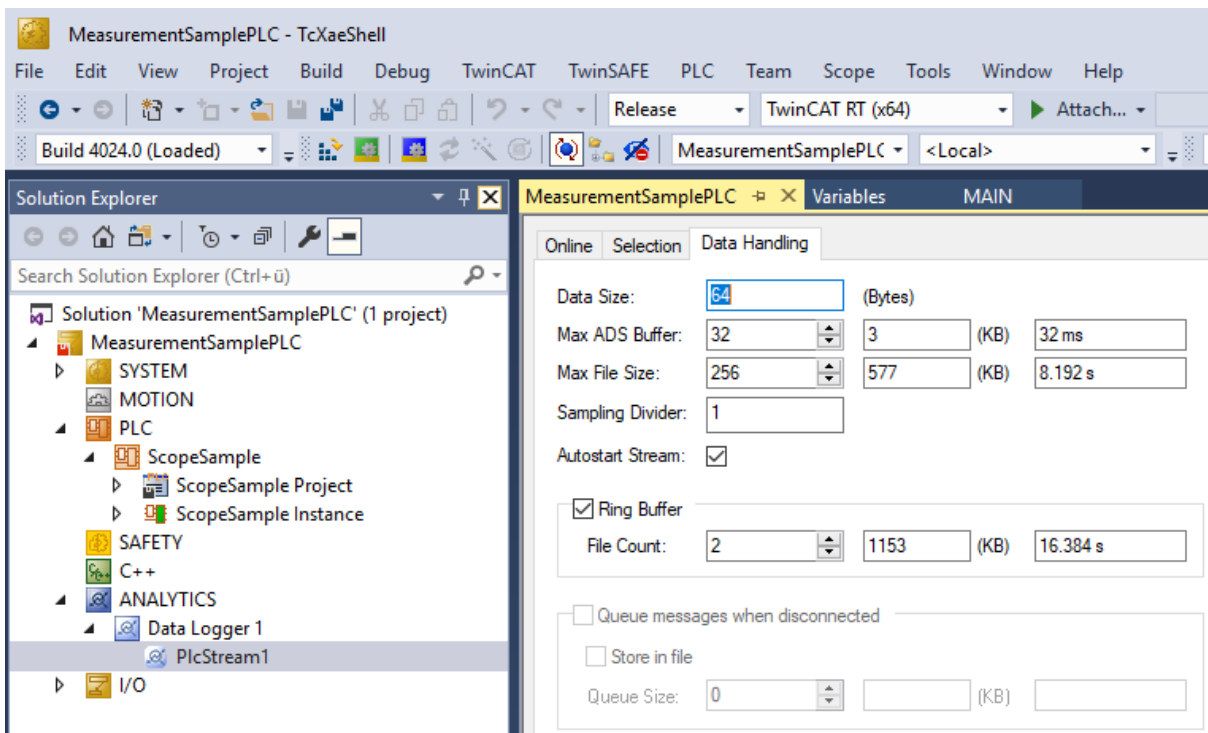 MeasurementSamplePLC - TcXaeShell
File Edit View Project Build Debug TwinCAT TwinSAFE PLC Team Scope Tools Window Help
Release TwinCAT RT (x64) Attach...
Build 4024.0 (Loaded) MeasurementSamplePLC <Local>
Solution Explorer
Search Solution Explorer (Ctrl+ü)
Solution 'MeasurementSamplePLC' (1 project)
MeasurementSamplePLC
SYSTEM
MOTION
PLC
ScopeSample
ScopeSample Project
ScopeSample Instance
SAFETY
C++
ANALYTICS
Data Logger 1
PlcStream1
I/O
MeasurementSamplePLC Variables MAIN
Online Selection Data Handling
Data Size: 64 (Bytes)
Max ADS Buffer: 32 3 (KB) 32 ms
Max File Size: 256 577 (KB) 8.192 s
Sampling Divider: 1
Autostart Stream:
Ring Buffer
File Count: 2 1153 (KB) 16.384 s
Queue messages when disconnected
Store in file
Queue Size: 0 (KB)